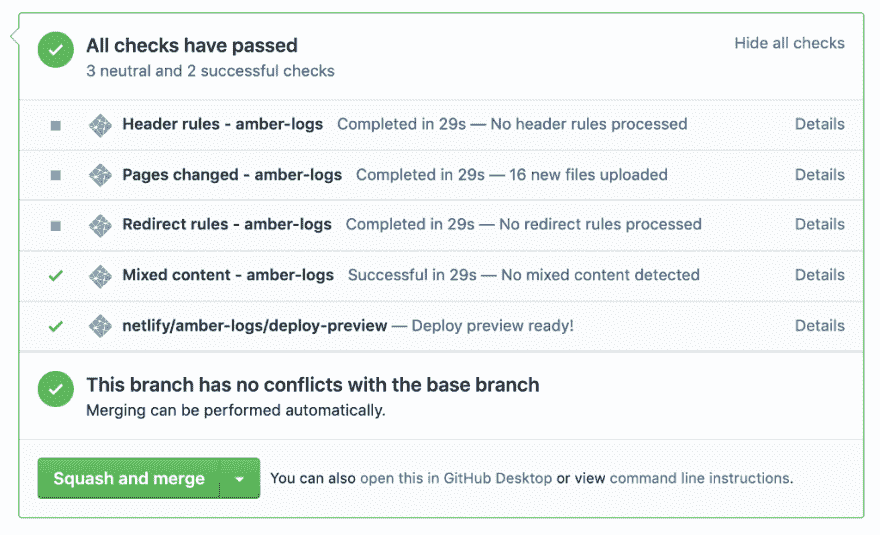 All checks have passed
Hide all checks
3 neutral and 2 successful checks
Header rules - amber-logs Completed in 29s — No header rules processed Details
Pages changed - amber-logs Completed in 29s — 16 new files uploaded Details
Redirect rules - amber-logs Completed in 29s — No redirect rules processed Details
Mixed content - amber-logs Successful in 29s — No mixed content detected Details
netlify/amber-logs/deploy-preview — Deploy preview ready! Details
This branch has no conflicts with the base branch
Merging can be performed automatically.
Squash and merge You can also open this in GitHub Desktop or view command line instructions.